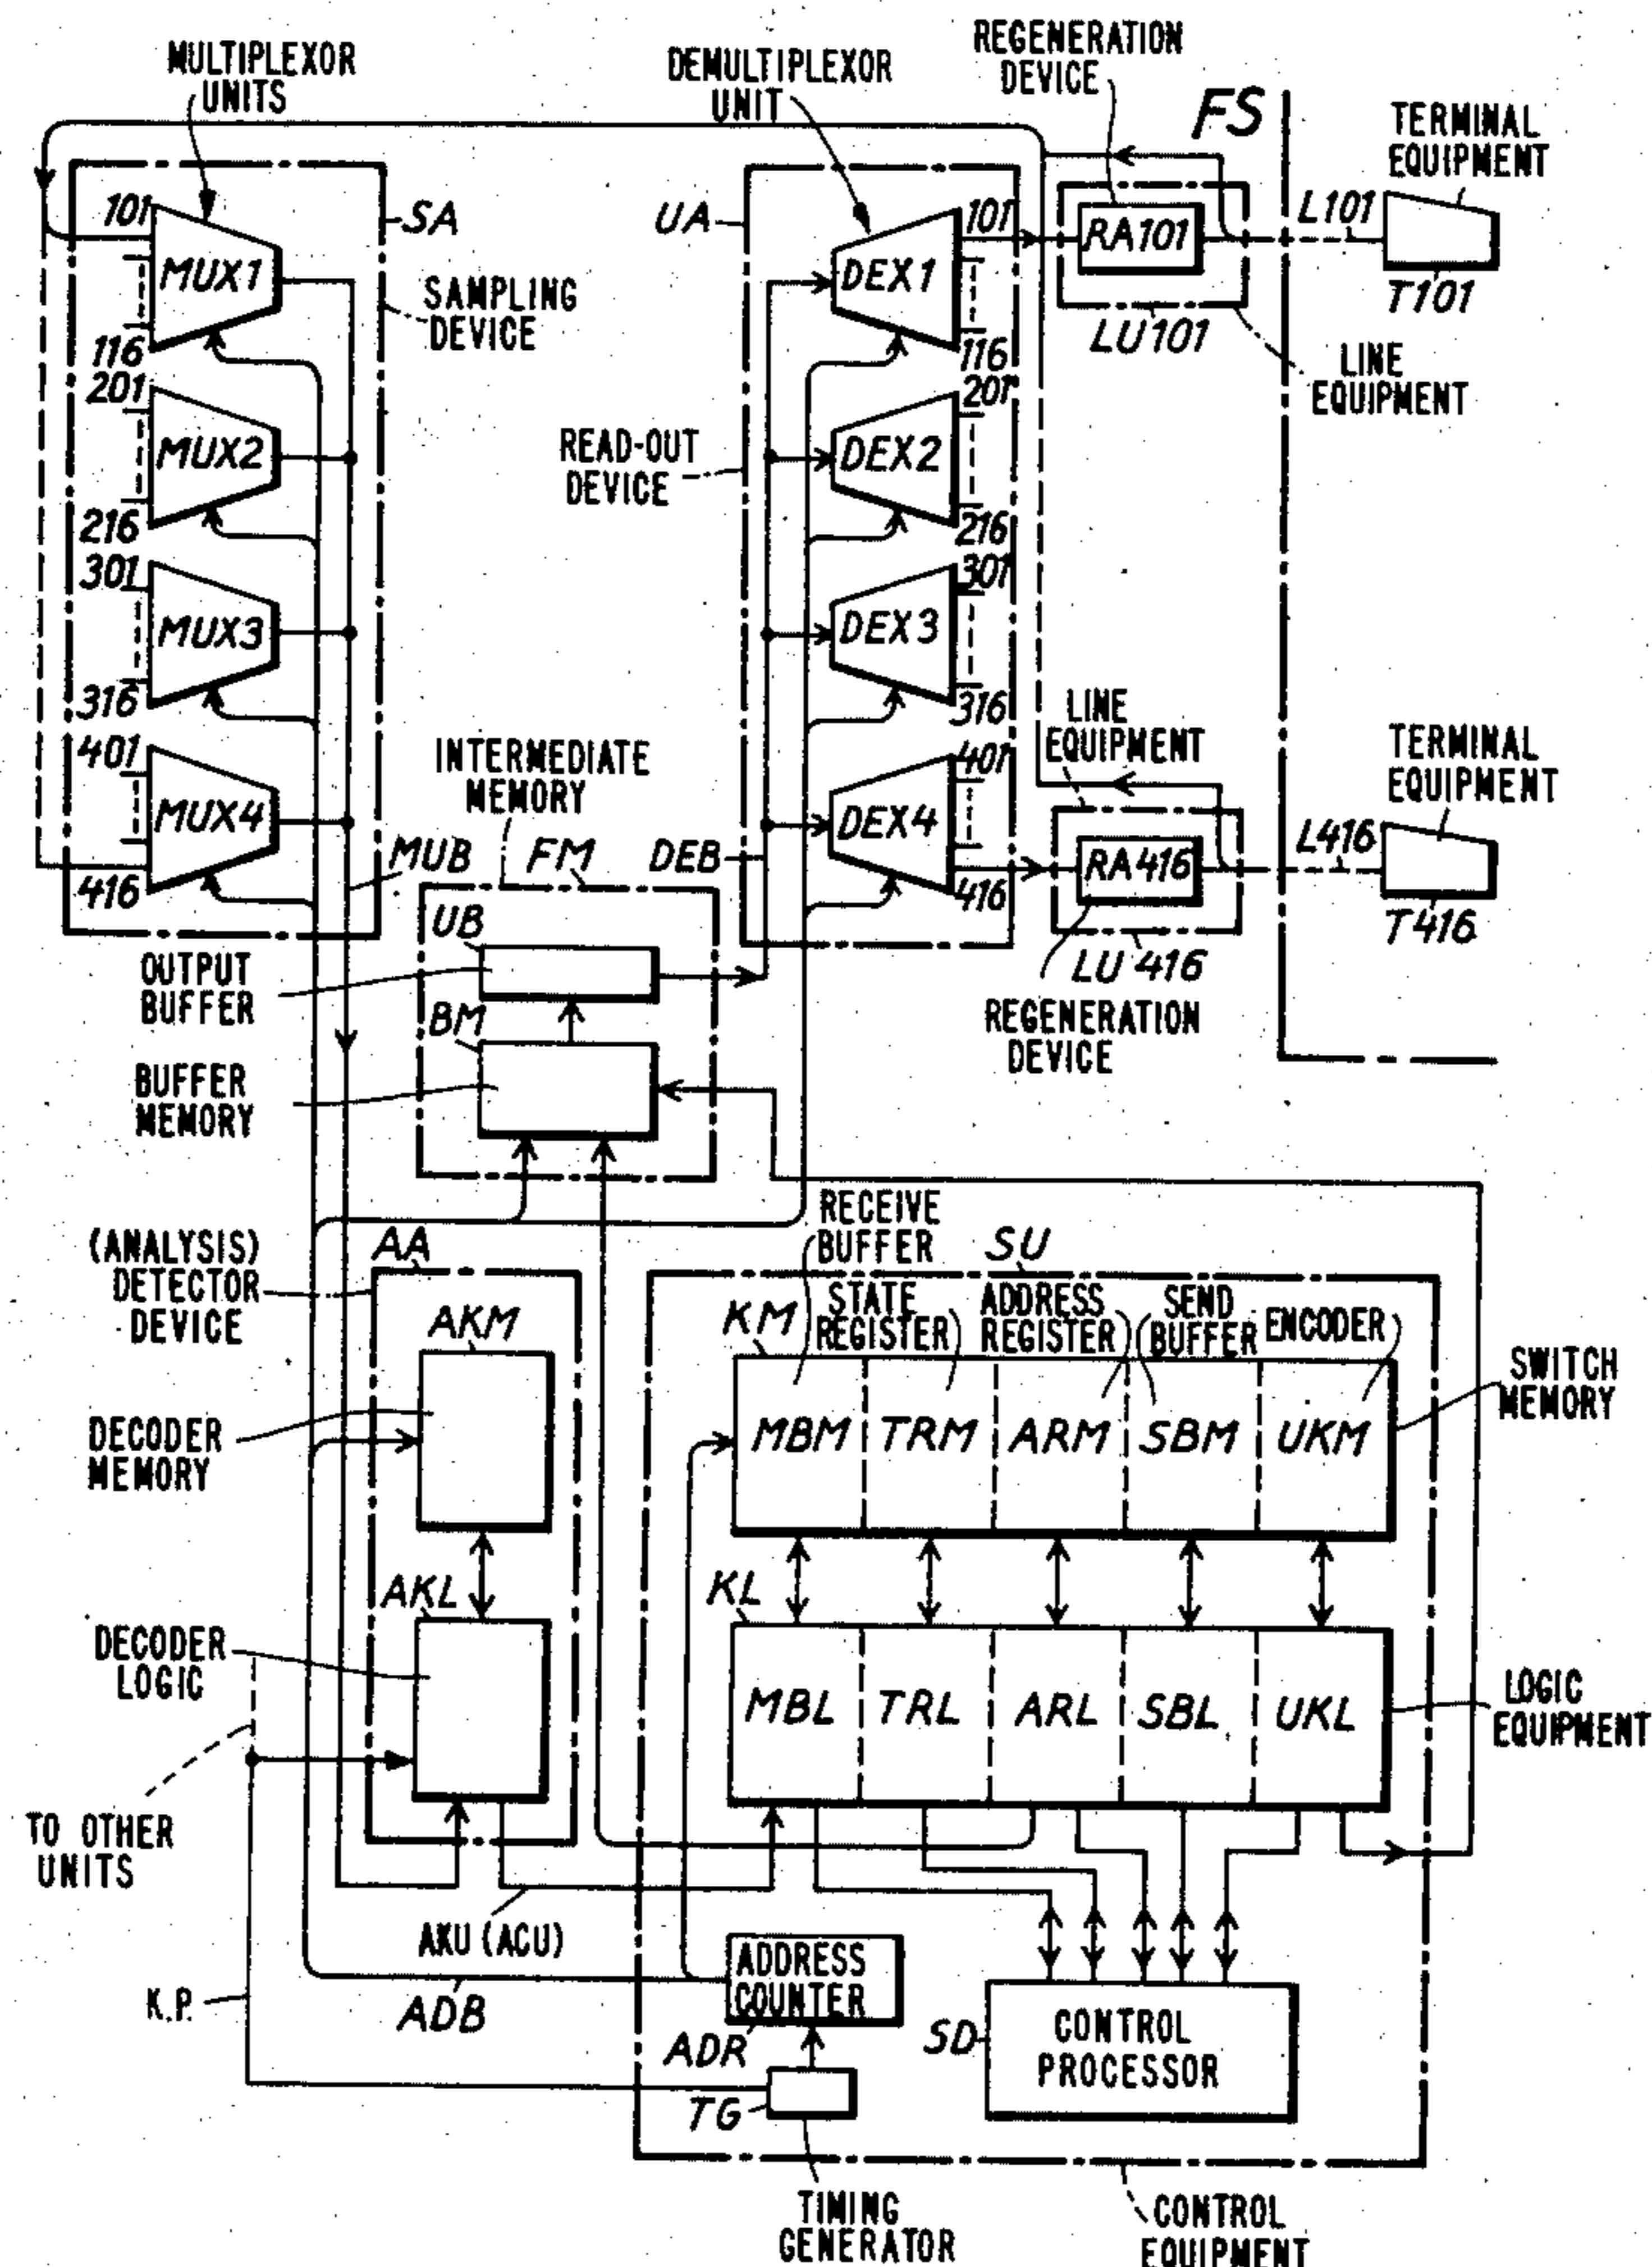 MULTIPLEXOR
UNITS
DEMULTIPLEXOR
UNIT
REGENERATION
DEVICE
FS
TERMINAL
EQUIPMENT
101
MUX1
116
SA
SAMPLING
DEVICE
UA
DEX1
101
116
RA101
LU101
L101
T101
LINE
EQUIPMENT
201
MUX2
216
READ-OUT
DEVICE
DEX2
201
216
301
MUX3
316
DEX3
301
316
LINE
EQUIPMENT
TERMINAL
EQUIPMENT
401
MUX4
416
MUB
INTERMEDIATE
MEMORY
FM
DEB
DEX4
401
416
RA416
LU 416
L416
T416
REGENERATION
DEVICE
OUTPUT
BUFFER
UB
BM
BUFFER
MEMORY
(ANALYSIS)
DETECTOR
DEVICE
AA
AKM
DECODER
MEMORY
AKL
DECODER
LOGIC
TO OTHER
UNITS
RECEIVE
BUFFER
SU
KM
STATE
REGISTER
ADDRESS
REGISTER
SEND
BUFFER
ENCODER
SWITCH
MEMORY
MBM
TRM
ARM
SBM
UKM
KL
MBL
TRL
ARL
SBL
UKL
LOGIC
EQUIPMENT
AKU (ACU)
K.P.
ADB
ADDRESS
COUNTER
ADR
TG
SD
CONTROL
PROCESSOR
TIMING
GENERATOR
CONTROL
EQUIPMENT